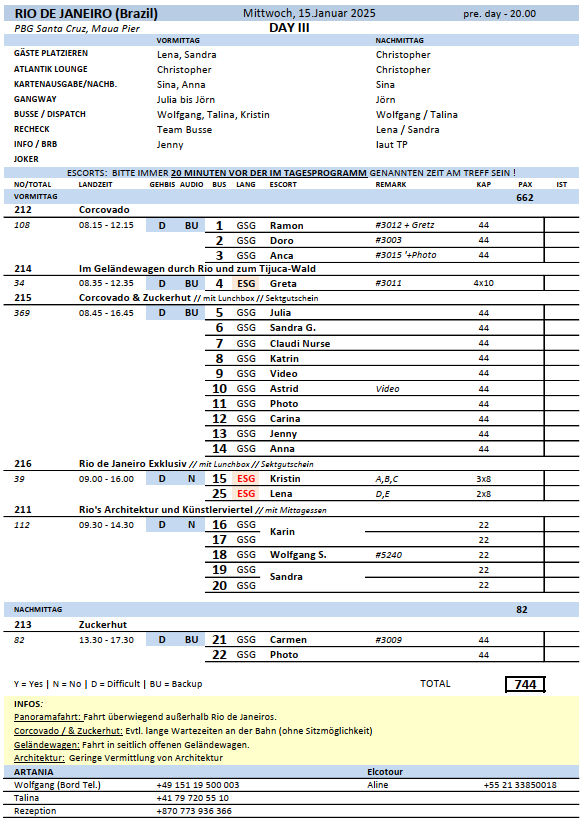 RIO DE JANEIRO (Brazil) Mittwoch, 15.Januar 2025 pre. day - 20.00
PBG Santa Cruz, Maua Pier DAY III
VORMITTAG NACHMITTAG
GÄSTE PLATZIEREN Lena, Sandra Christopher
ATLANTIK LOUNGE Christopher Christopher
KARTENAUSGABE/NACHB. Sina, Anna Sina
GANGWAY Julia bis Jörn Jörn
BUSSE / DISPATCH Wolfgang, Talina, Kristin Wolfgang / Talina
RECHECK Team Busse Lena / Sandra
INFO / BRB Jenny laut TP
JOKER
ESCORTS: BITTE IMMER 20 MINUTEN VOR DER IM TAGESPROGRAMM GENANNTEN ZEIT AM TREFF SEIN !
NO/TOTAL LANDZEIT GEHBIS AUDIO BUS LANG ESCORT REMARK KAP PAX IST
VORMITTAG 662
212 Corcovado
108 08.15 - 12.15 D BU 1 GSG Ramon #3012 + Gretz 44
2 GSG Doro #3003 44
3 GSG Anca #3015 '+Photo 44
214 Im Geländewagen durch Rio und zum Tijuca-Wald
34 08.35 - 12.35 D BU 4 ESG Greta #3011 4x10
215 Corcovado & Zuckerhut // mit Lunchbox // Sektgutschein
369 08.45 - 16.45 D BU 5 GSG Julia 44
6 GSG Sandra G. 44
7 GSG Claudi Nurse 44
8 GSG Katrin 44
9 GSG Video 44
10 GSG Astrid Video 44
11 GSG Photo 44
12 GSG Carina 44
13 GSG Jenny 44
14 GSG Anna 44
216 Rio de Janeiro Exklusiv // mit Lunchbox // Sektgutschein
39 09.00 - 16.00 D N 15 ESG Kristin A,B,C 3x8
25 ESG Lena D,E 2x8
211 Rio's Architektur und Künstlerviertel // mit Mittagessen
112 09.30 - 14.30 D N 16 GSG Karin 22
17 GSG 22
18 GSG Wolfgang S. #5240 22
19 GSG Sandra 22
20 GSG 22
NACHMITTAG 82
213 Zuckerhut
82 13.30 - 17.30 D BU 21 GSG Carmen #3009 44
22 GSG Photo 44
Y = Yes | N = No | D = Difficult | BU = Backup TOTAL 744
INFOS:
Panoramafahrt: Fahrt überwiegend außerhalb Rio de Janeiros.
Corcovado / & Zuckerhut: Evtl. lange Wartezeiten an der Bahn (ohne Sitzmöglichkeit)
Geländewagen: Fahrt in seitlich offenen Geländewagen.
Architektur: Geringe Vermittlung von Architektur
ARTANIA Elcotour
Wolfgang (Bord Tel.) +49 151 19 500 003 Aline +55 21 33850018
Talina +41 79 720 55 10
Rezeption +870 773 936 366